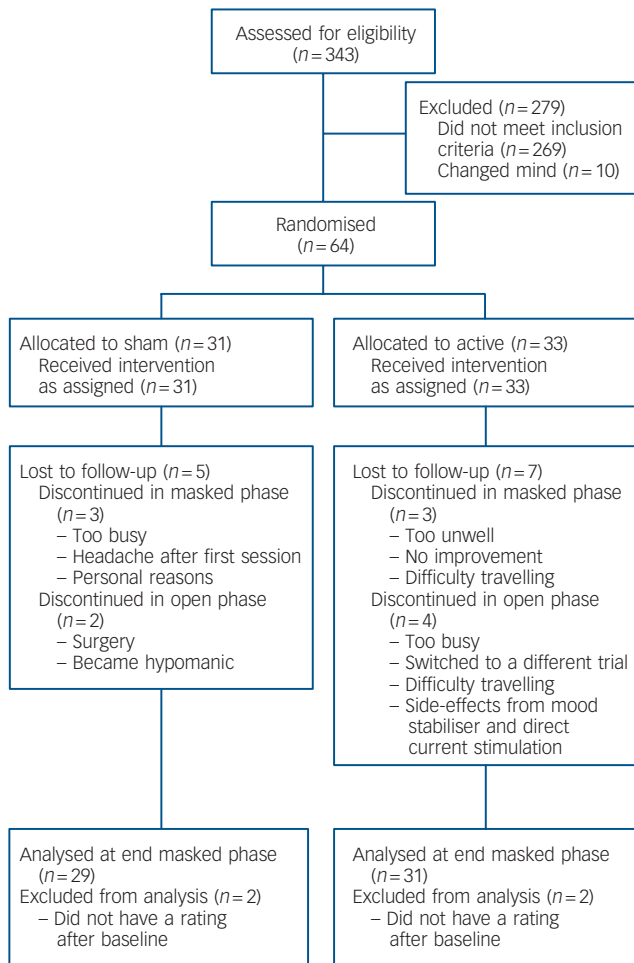 Assessed for eligibility
(n=343)
Excluded (n=279)
Did not meet inclusion
criteria (n=269)
Changed mind (n=10)
Randomised
(n=64)
Allocated to sham (n=31)
Received intervention
as assigned (n=31)
Allocated to active (n=33)
Received intervention
as assigned (n=33)
Lost to follow-up (n=5)
Discontinued in masked phase
(n=3)
– Too busy
– Headache after first session
– Personal reasons
Discontinued in open phase
(n=2)
– Surgery
– Became hypomanic
Lost to follow-up (n=7)
Discontinued in masked phase
(n=3)
– Too unwell
– No improvement
– Difficulty travelling
Discontinued in open phase
(n=4)
– Too busy
– Switched to a different trial
– Difficulty travelling
– Side-effects from mood
stabiliser and direct
current stimulation
Analysed at end masked phase
(n=29)
Excluded from analysis (n=2)
– Did not have a rating
after baseline
Analysed at end masked phase
(n=31)
Excluded from analysis (n=2)
– Did not have a rating
after baseline